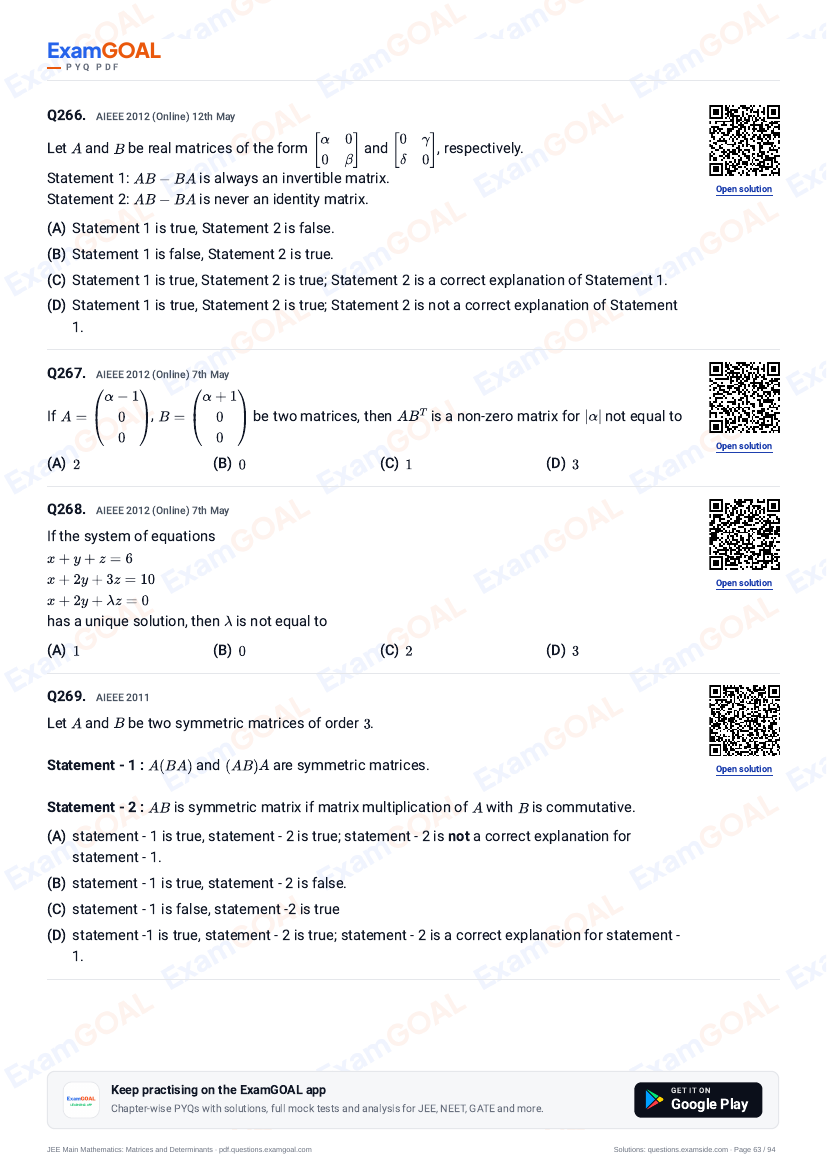 ExamGOAL
PYQ PDF
Q266. AIEEE 2012 (Online) 12th May
Let A and B be real matrices of the form [α 0; 0 β] and [0 γ; δ 0], respectively.
Statement 1: AB − BA is always an invertible matrix.
Statement 2: AB − BA is never an identity matrix.
Open solution
(A) Statement 1 is true, Statement 2 is false.
(B) Statement 1 is false, Statement 2 is true.
(C) Statement 1 is true, Statement 2 is true; Statement 2 is a correct explanation of Statement 1.
(D) Statement 1 is true, Statement 2 is true; Statement 2 is not a correct explanation of Statement
1.
Q267. AIEEE 2012 (Online) 7th May
If A = (α − 1; 0; 0), B = (α + 1; 0; 0) be two matrices, then AB^T is a non-zero matrix for |α| not equal to
Open solution
(A) 2 (B) 0 (C) 1 (D) 3
Q268. AIEEE 2012 (Online) 7th May
If the system of equations
x + y + z = 6
x + 2y + 3z = 10
Open solution
x + 2y + λz = 0
has a unique solution, then λ is not equal to
(A) 1 (B) 0 (C) 2 (D) 3
Q269. AIEEE 2011
Let A and B be two symmetric matrices of order 3.
Statement - 1 : A(BA) and (AB)A are symmetric matrices.
Open solution
Statement - 2 : AB is symmetric matrix if matrix multiplication of A with B is commutative.
(A) statement - 1 is true, statement - 2 is true; statement - 2 is not a correct explanation for
statement - 1.
(B) statement - 1 is true, statement - 2 is false.
(C) statement - 1 is false, statement -2 is true
(D) statement -1 is true, statement - 2 is true; statement - 2 is a correct explanation for statement -
1.
Keep practising on the ExamGOAL app
Chapter-wise PYQs with solutions, full mock tests and analysis for JEE, NEET, GATE and more.
ExamGOAL
GET IT ON
Google Play
JEE Main Mathematics: Matrices and Determinants · pdf.questions.examgoal.com
Solutions: questions.examside.com · Page 63 / 94